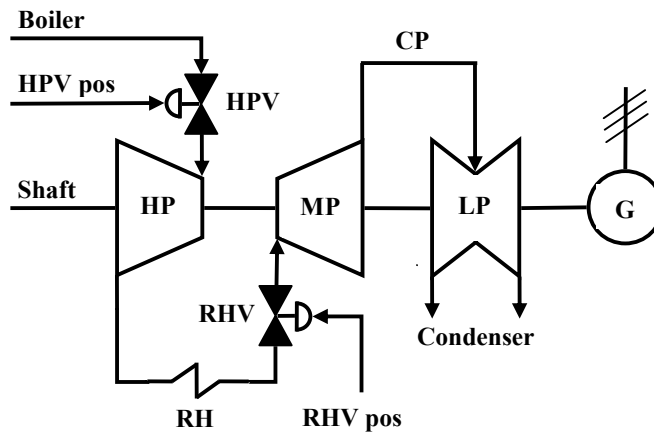 Boiler
CP
HPV pos
HPV
Shaft
HP
MP
LP
G
RHV
Condenser
RH
RHV pos